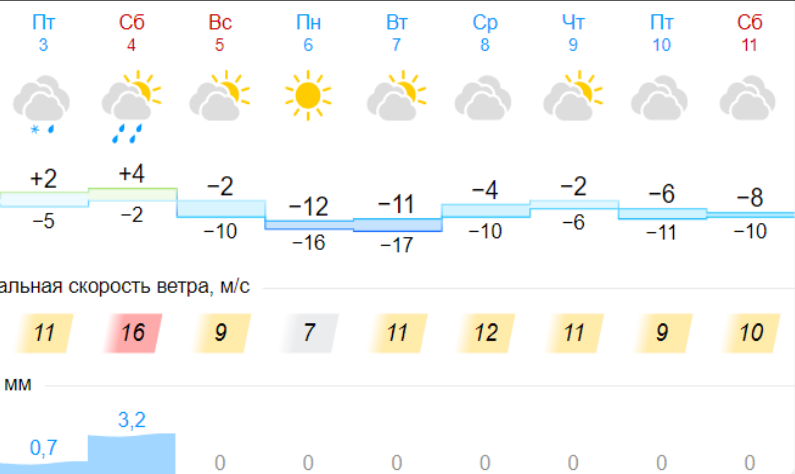 Пт Сб Вс Пн Вт Ср Чт Пт Сб
3 4 5 6 7 8 9 10 11
+2 +4 −2 −12 −11 −4 −2 −6 −8
−5 −2 −10 −16 −17 −10 −6 −11 −10
альная скорость ветра, м/с
11 16 9 7 11 12 11 9 10
мм
0,7 3,2 0 0 0 0 0 0 0